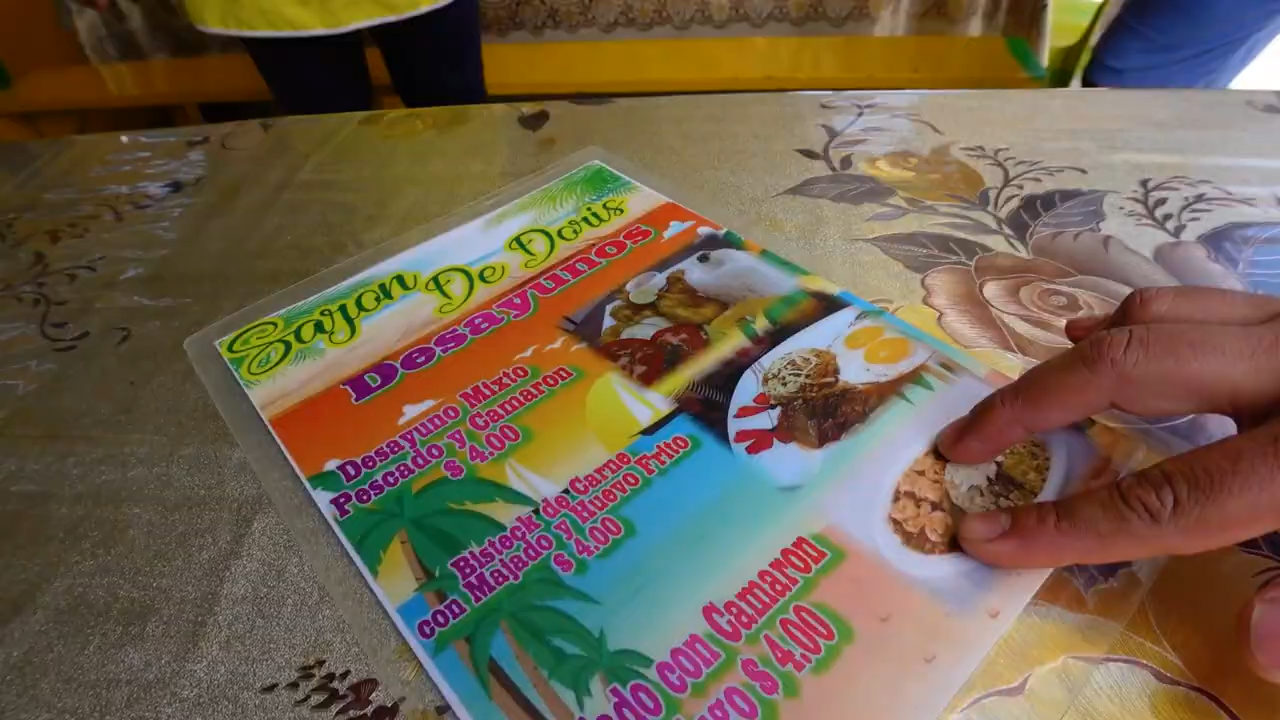 Sazon De Doris
Desayunos
Desayuno Mixto
Pescado y Camaron
$ 4.00
Bisteck de Carne
con Majado y Huevo Frito
$ 4.00
con Camaron
$ 4.00